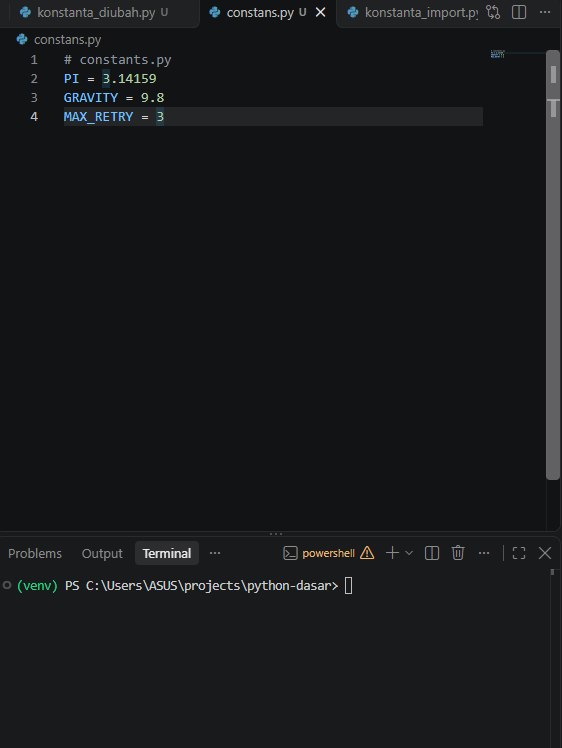 konstanta_diubah.py U constans.py U konstanta_import.py
constans.py
1 # constants.py
2 PI = 3.14159
3 GRAVITY = 9.8
4 MAX_RETRY = 3
Problems Output Terminal ··· powershell
(venv) PS C:\Users\ASUS\projects\python-dasar>